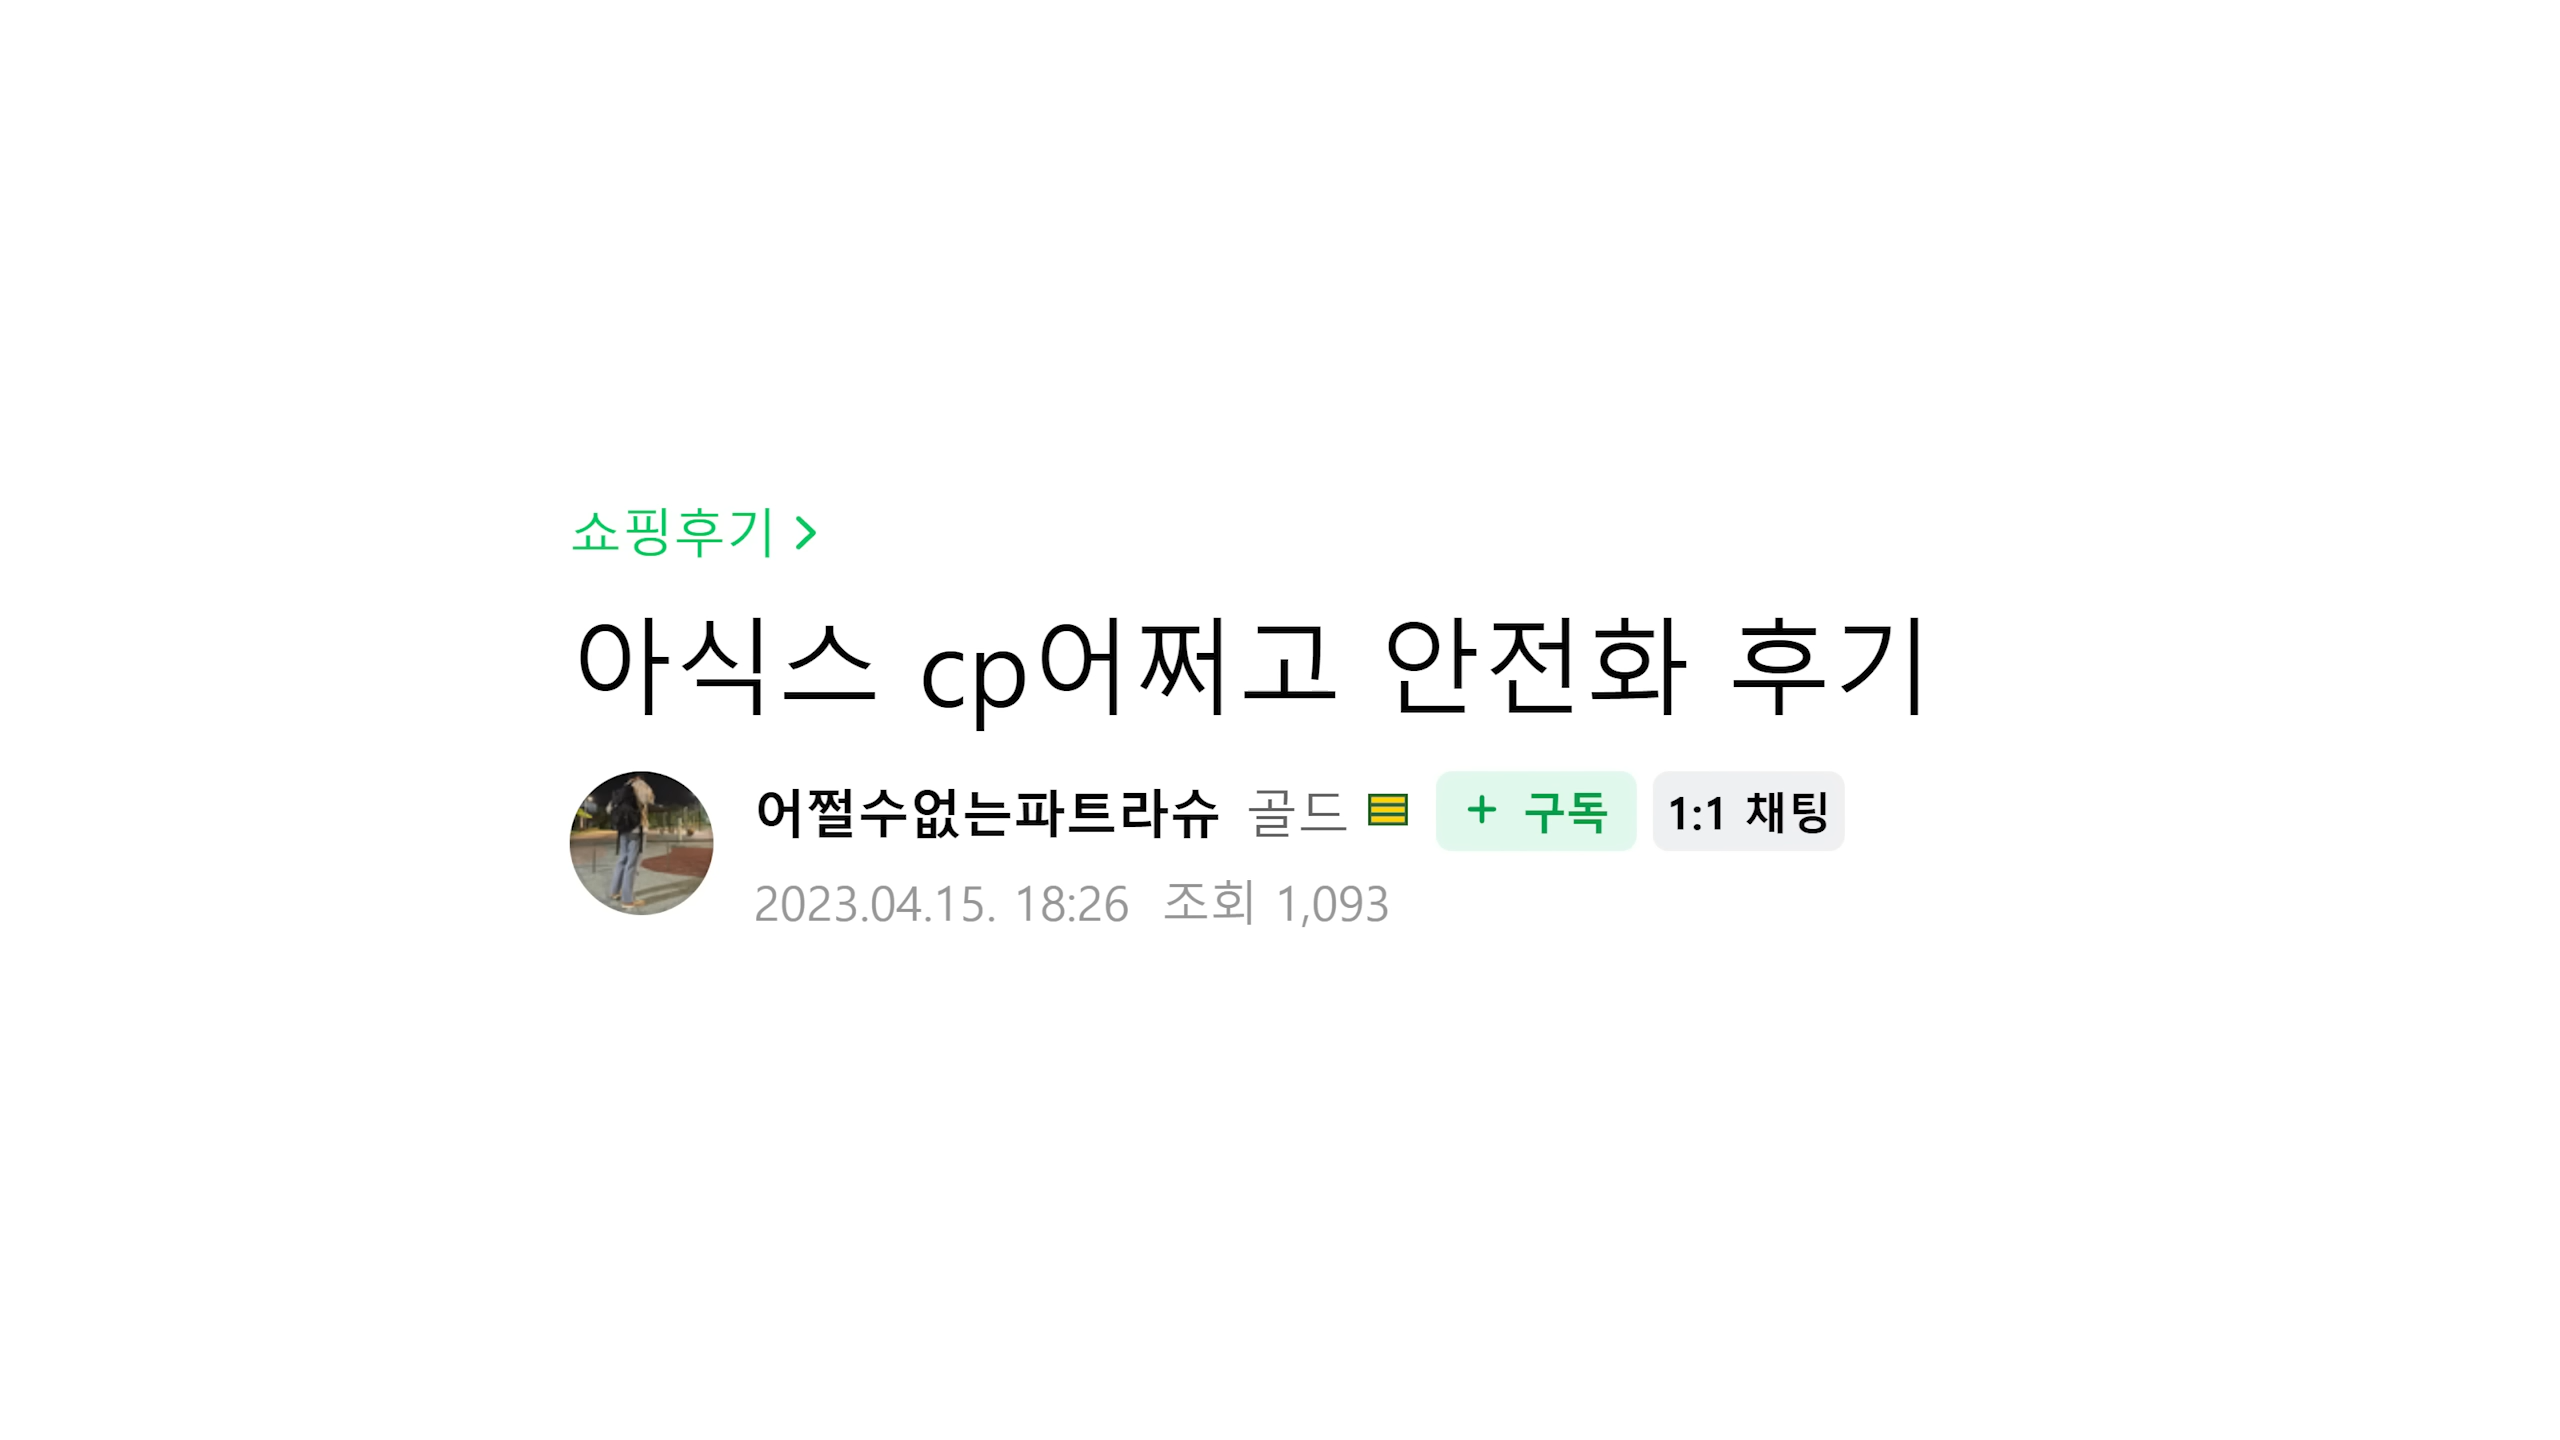 쇼핑후기 >
아식스 cp어쩌고 안전화 후기
어쩔수없는파트라슈 골드 + 구독 1:1 채팅
2023.04.15. 18:26 조회 1,093